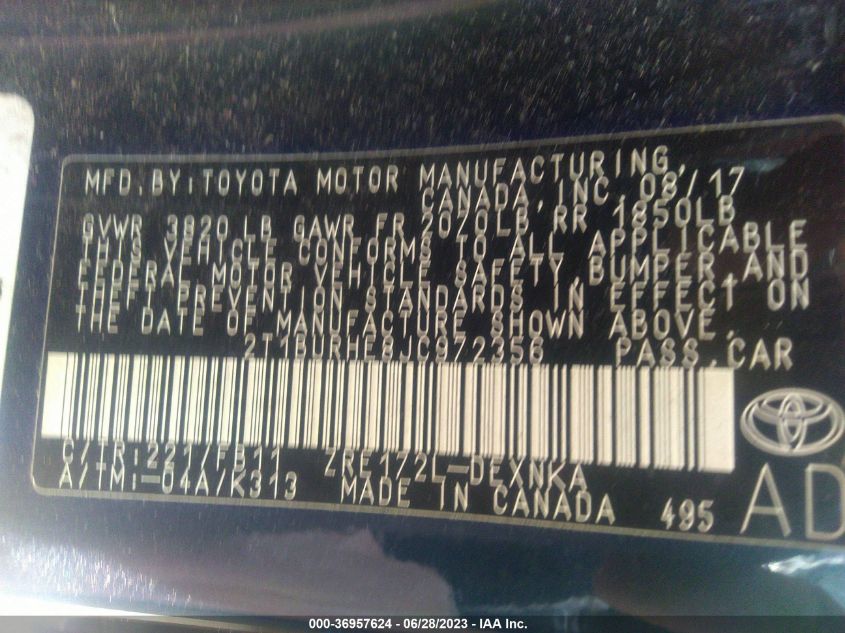 MFD.BY:TOYOTA MOTOR MANUFACTURING,
CANADA, INC. 08/17
GVWR 3820 LB GAWR FR 2070LB RR 1850LB
THIS VEHICLE CONFORMS TO ALL APPLICABLE
FEDERAL MOTOR VEHICLE SAFETY, BUMPER, AND
THEFT PREVENTION STANDARDS IN EFFECT ON
THE DATE OF MANUFACTURE SHOWN ABOVE.
2T1BURHE8JC972356 PASS.CAR
C/TR:221/FB11 ZRE172L-DEXNKA
A/TM:-04A/K313 MADE IN CANADA 495
AD
000-36957624 - 06/28/2023 - IAA Inc.